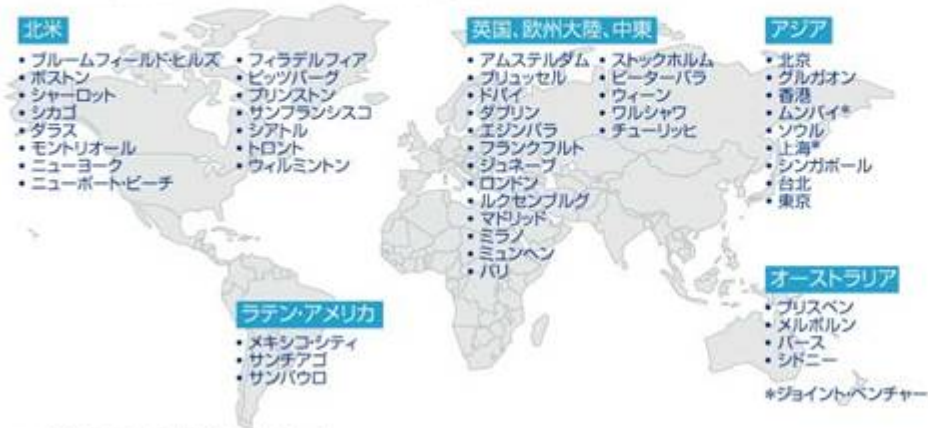 北米
• ブルームフィールド・ヒルズ
• ボストン
• シャーロット
• シカゴ
• ダラス
• モントリオール
• ニューヨーク
• ニューポート・ビーチ
• フィラデルフィア
• ピッツバーグ
• プリンストン
• サンフランシスコ
• シアトル
• トロント
• ウィルミントン
英国、欧州大陸、中東
• アムステルダム
• ブリュッセル
• ドバイ
• ダブリン
• エジンバラ
• フランクフルト
• ジュネーブ
• ロンドン
• ルクセンブルグ
• マドリッド
• ミラノ
• ミュンヘン
• パリ
• ストックホルム
• ピーターバラ
• ウィーン
• ワルシャワ
• チューリッヒ
アジア
• 北京
• グルガオン
• 香港
• ムンバイ*
• ソウル
• 上海*
• シンガポール
• 台北
• 東京
ラテン・アメリカ
• メキシコ・シティ
• サンチアゴ
• サンパウロ
オーストラリア
• ブリスベン
• メルボルン
• パース
• シドニー
*ジョイント・ベンチャー